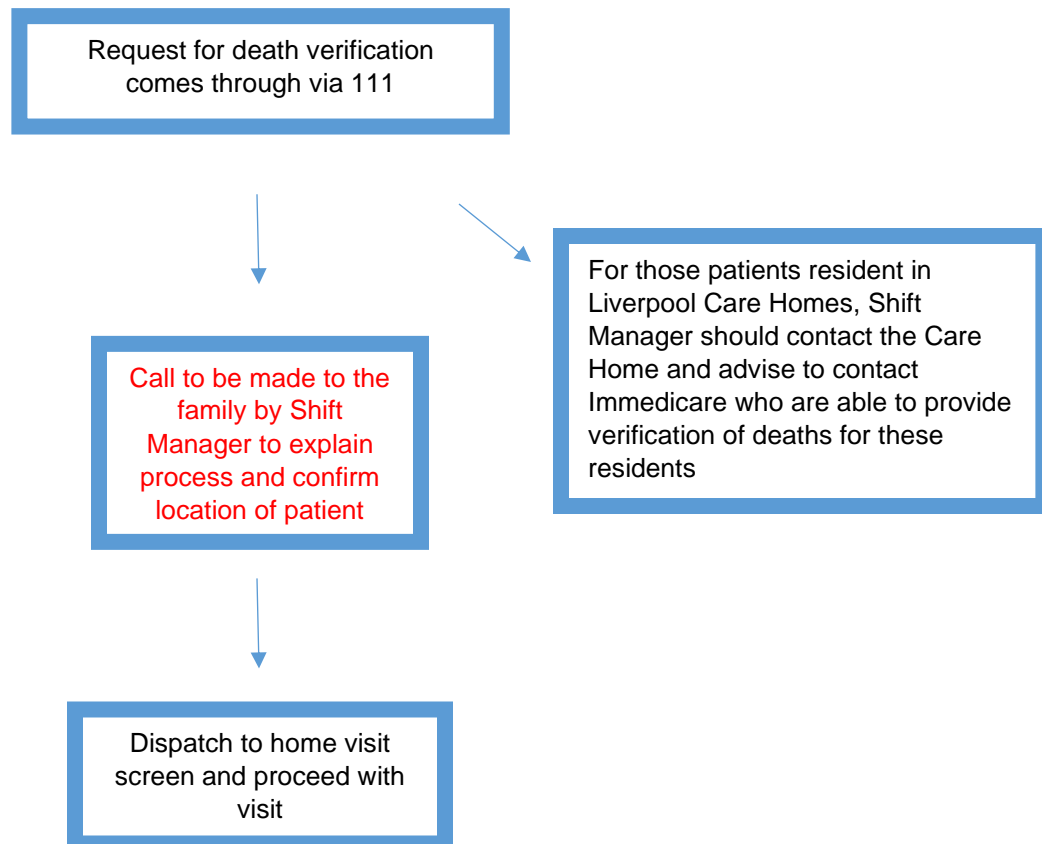 Request for death verification
comes through via 111
For those patients resident in
Liverpool Care Homes, Shift
Manager should contact the Care
Home and advise to contact
Immedicare who are able to provide
verification of deaths for these
residents
Call to be made to the
family by Shift
Manager to explain
process and confirm
location of patient
Dispatch to home visit
screen and proceed with
visit